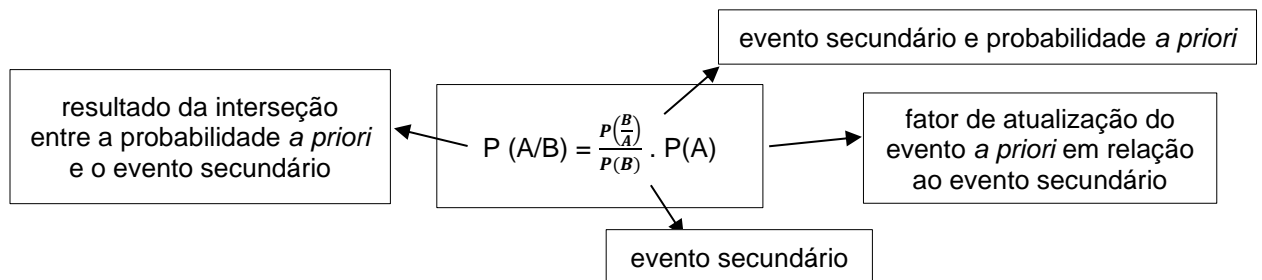 evento secundário e probabilidade a priori
resultado da interseção
entre a probabilidade a priori
e o evento secundário
P (A/B) = P(B/A)/P(B) . P(A)
fator de atualização do
evento a priori em relação
ao evento secundário
evento secundário